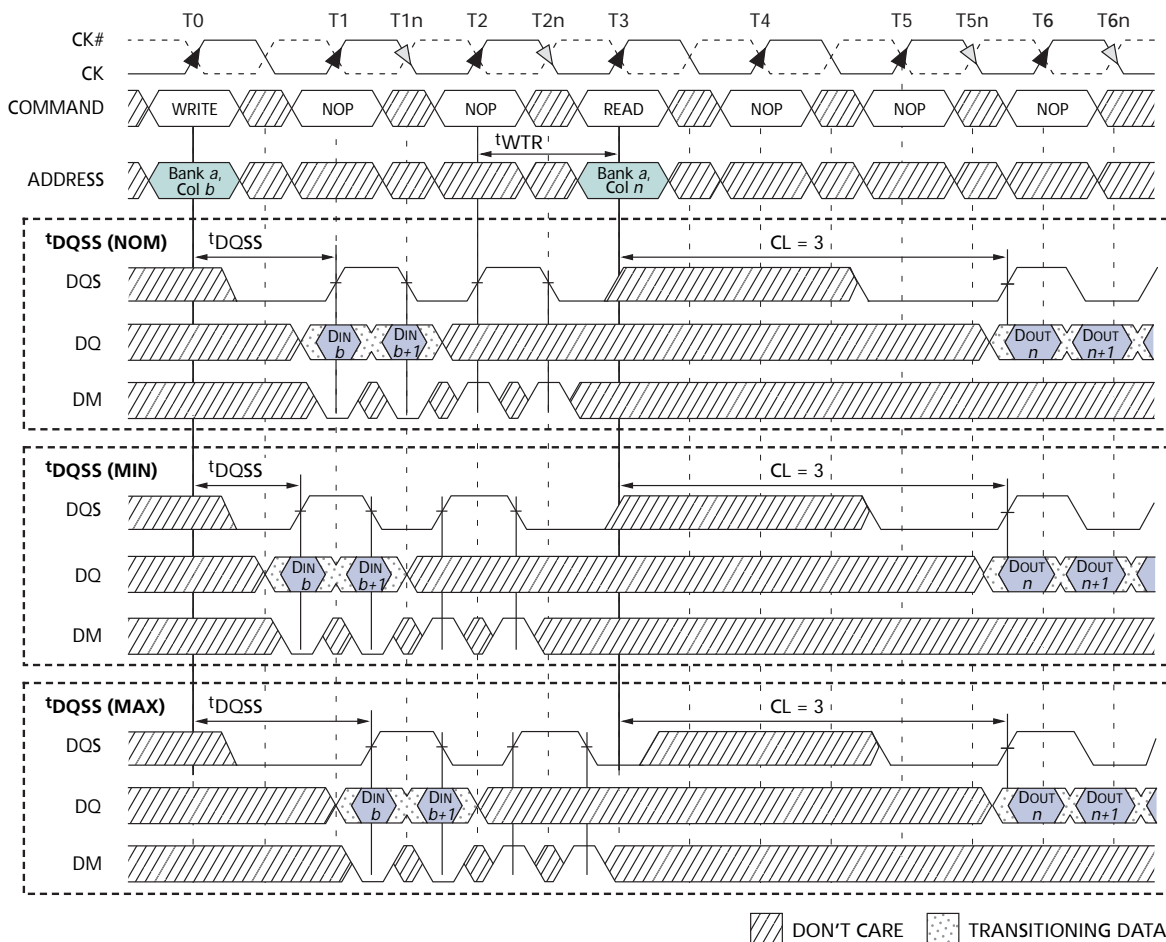 T0 T1 T1n T2 T2n T3 T4 T5 T5n T6 T6n
CK#
CK
COMMAND WRITE NOP NOP READ NOP NOP NOP
tWTR
ADDRESS Bank a, Col b Bank a, Col n
tDQSS (NOM) tDQSS CL = 3
DQS
DQ DIN b DIN b+1 DOUT n DOUT n+1
DM
tDQSS (MIN) tDQSS CL = 3
DQS
DQ DIN b DIN b+1 DOUT n DOUT n+1
DM
tDQSS (MAX) tDQSS CL = 3
DQS
DQ DIN b DIN b+1 DOUT n DOUT n+1
DM
DON'T CARE TRANSITIONING DATA